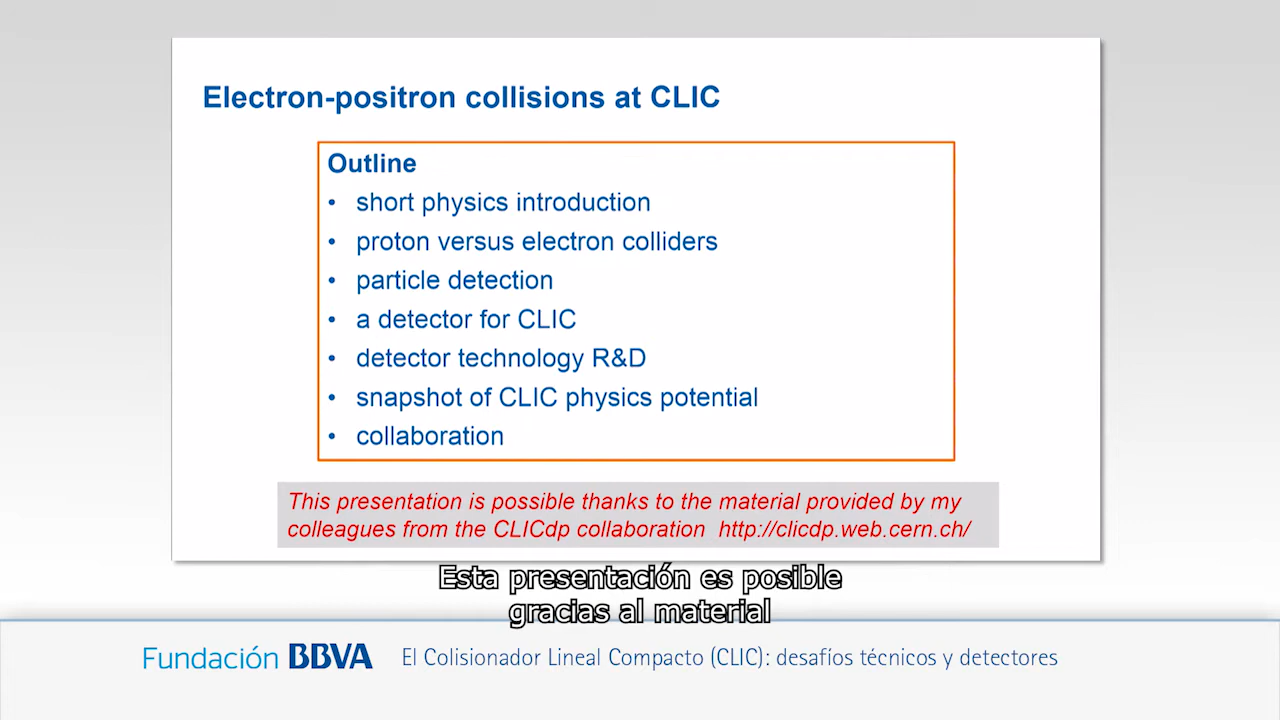 Electron-positron collisions at CLIC
Outline
• short physics introduction
• proton versus electron colliders
• particle detection
• a detector for CLIC
• detector technology R&D
• snapshot of CLIC physics potential
• collaboration
This presentation is possible thanks to the material provided by my
colleagues from the CLICdp collaboration http://clicdp.web.cern.ch/
Esta presentación es posible
gracias al material
Fundación BBVA El Colisionador Lineal Compacto (CLIC): desafíos técnicos y detectores